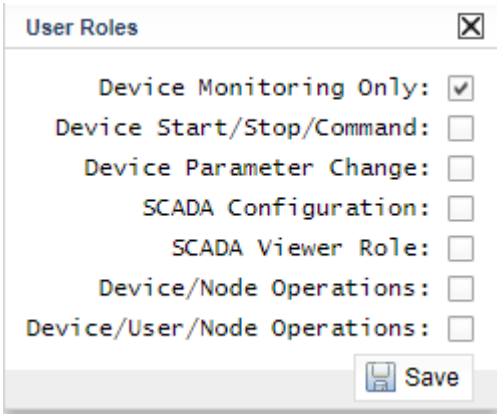 User Roles
Device Monitoring Only:
Device Start/Stop/Command:
Device Parameter Change:
SCADA Configuration:
SCADA Viewer Role:
Device/Node Operations:
Device/User/Node Operations:
Save